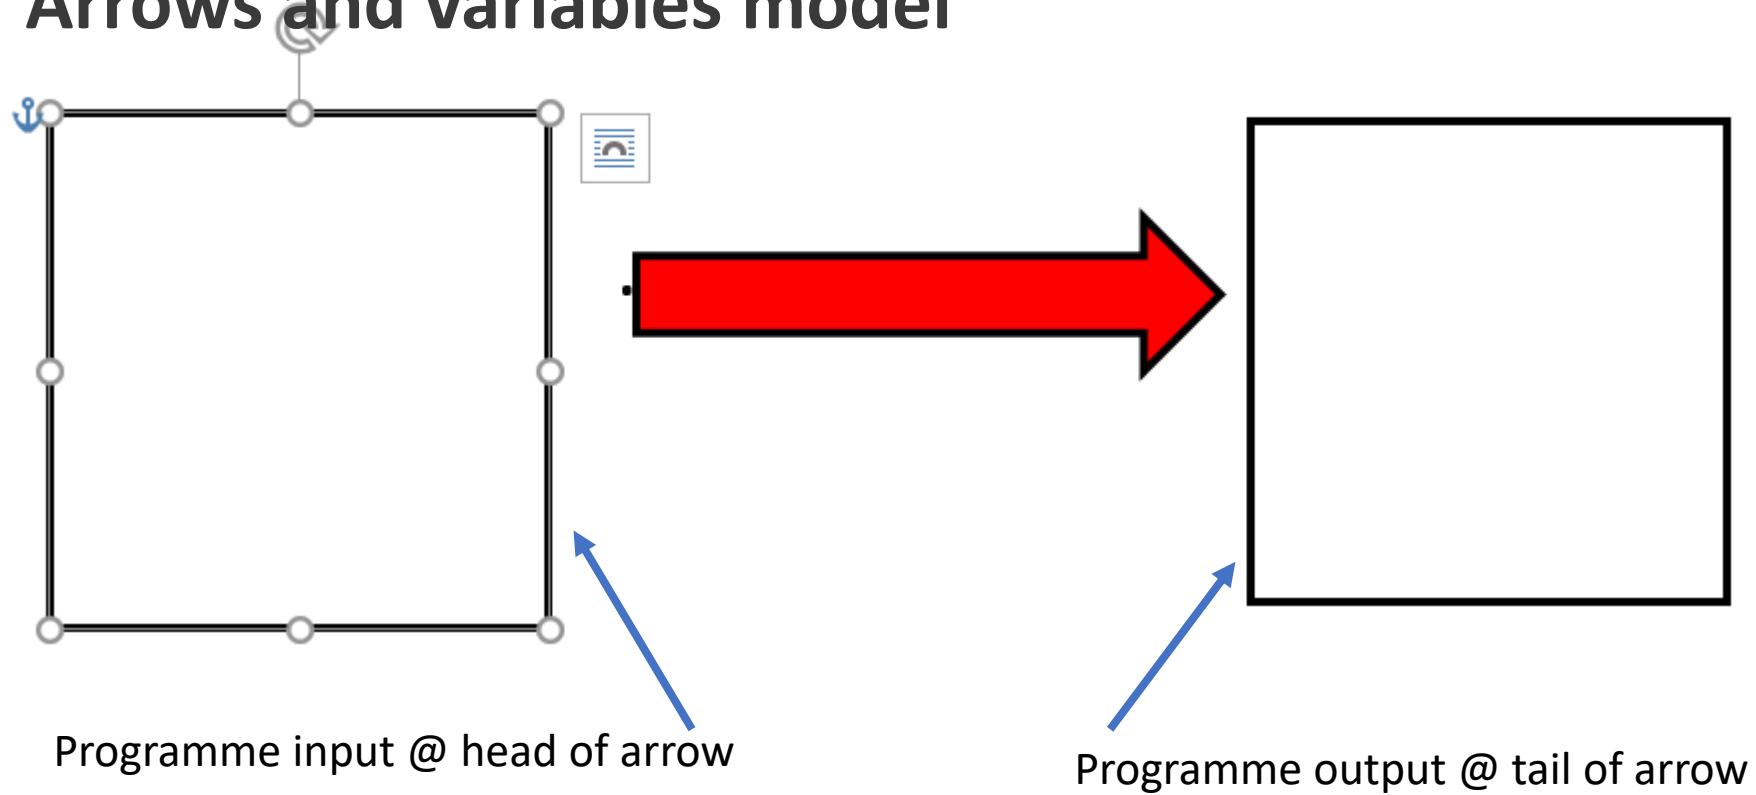 Arrows and variables model
Programme input @ head of arrow
Programme output @ tail of arrow